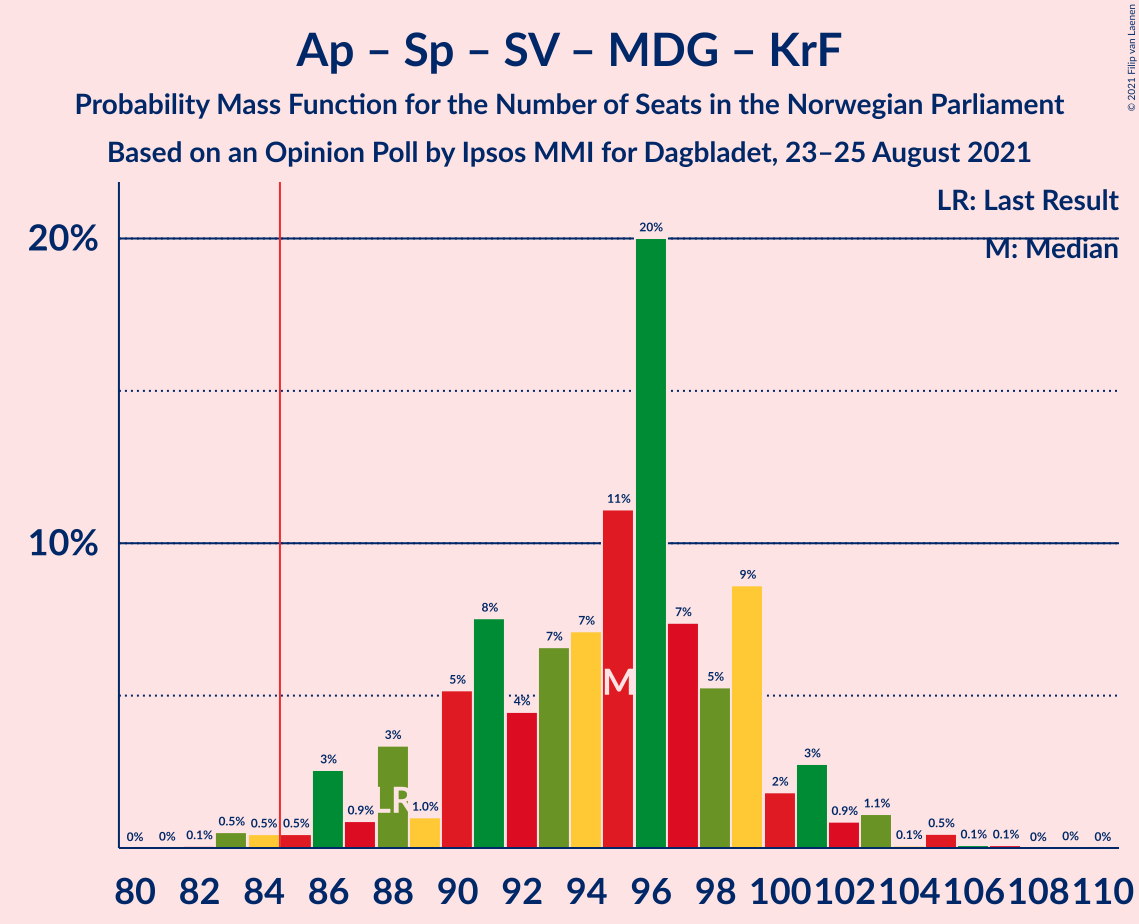 Ap – Sp – SV – MDG – KrF
Probability Mass Function for the Number of Seats in the Norwegian Parliament
Based on an Opinion Poll by Ipsos MMI for Dagbladet, 23–25 August 2021
© 2021 Filip van Laenen
LR: Last Result
M: Median
20%
10%
0% 0% 0.1% 0.5% 0.5% 0.5% 3% 0.9% 3% 1.0% 5% 8% 4% 7% 7% 11% 20% 7% 5% 9% 2% 3% 0.9% 1.1% 0.1% 0.5% 0.1% 0.1% 0% 0% 0%
LR
M
80 82 84 86 88 90 92 94 96 98 100 102 104 106 108 110